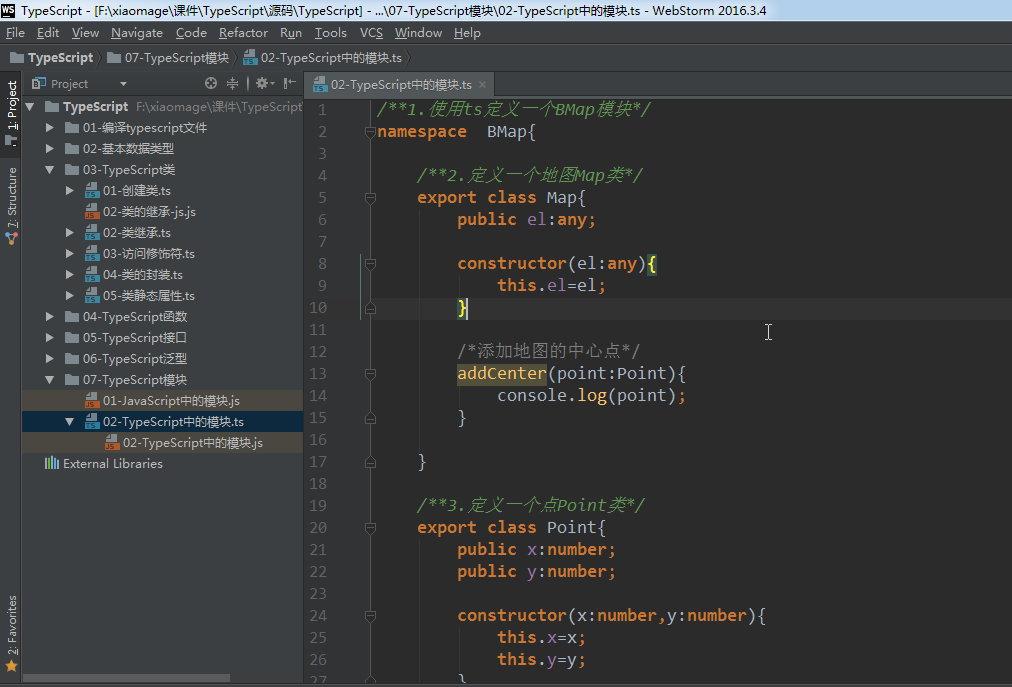 WS TypeScript - [F:\xiaomage\课件\TypeScript\源码\TypeScript] - ...\07-TypeScript模块\02-TypeScript中的模块.ts - WebStorm 2016.3.4
File Edit View Navigate Code Refactor Run Tools VCS Window Help
TypeScript 07-TypeScript模块 02-TypeScript中的模块.ts
1: Project
7: Structure
2: Favorites
Project
TypeScript F:\xiaomage\课件\TypeScript
01-编译typescript文件
02-基本数据类型
03-TypeScript类
01-创建类.ts
02-类的继承-js.js
02-类继承.ts
03-访问修饰符.ts
04-类的封装.ts
05-类静态属性.ts
04-TypeScript函数
05-TypeScript接口
06-TypeScript泛型
07-TypeScript模块
01-JavaScript中的模块.js
02-TypeScript中的模块.ts
02-TypeScript中的模块.js
External Libraries
02-TypeScript中的模块.ts
1 /**1.使用ts定义一个BMap模块*/
2 namespace BMap{
3
4 /**2.定义一个地图Map类*/
5 export class Map{
6 public el:any;
7
8 constructor(el:any){
9 this.el=el;
10 }
11
12 /*添加地图的中心点*/
13 addCenter(point:Point){
14 console.log(point);
15 }
16
17 }
18
19 /**3.定义一个点Point类*/
20 export class Point{
21 public x:number;
22 public y:number;
23
24 constructor(x:number,y:number){
25 this.x=x;
26 this.y=y;
27 }